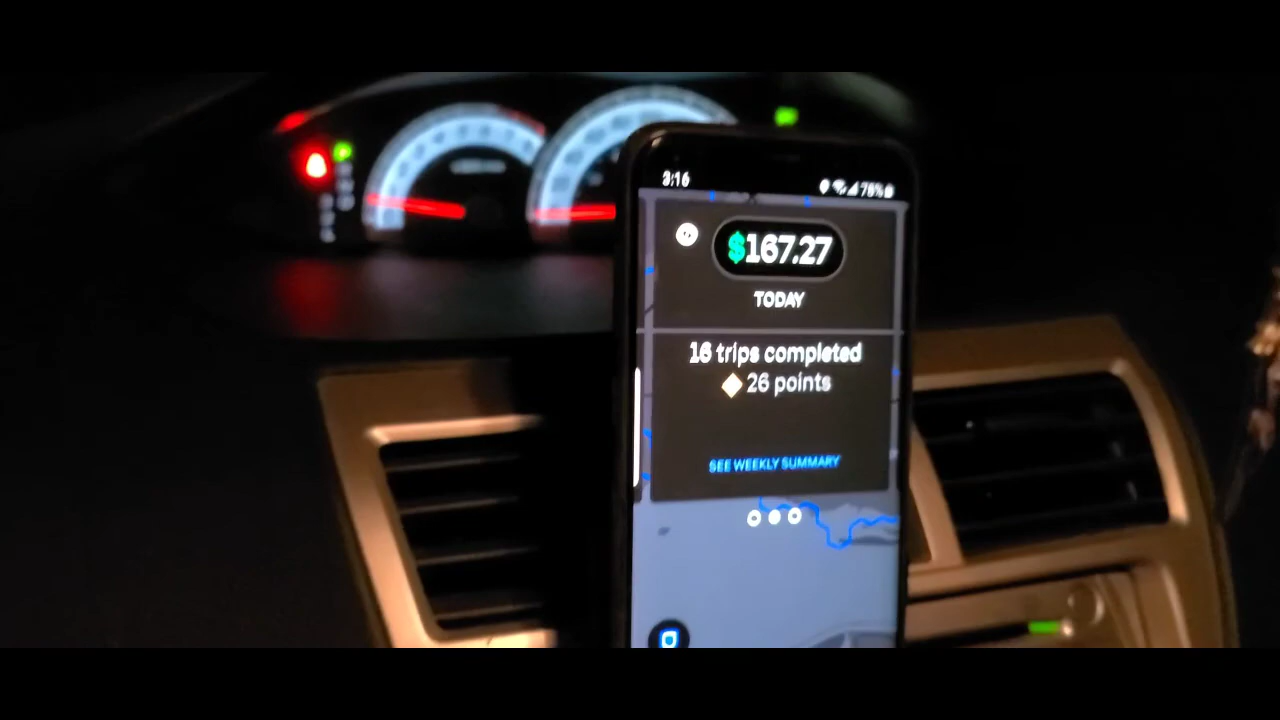 3:16
76%
$167.27
TODAY
16 trips completed
26 points
SEE WEEKLY SUMMARY